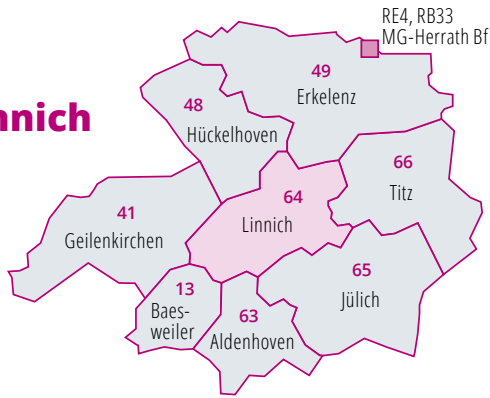 RE4, RB33
MG-Herrath Bf
49
Erkelenz
48
Hückelhoven
nnich
66
Titz
64
Linnich
41
Geilenkirchen
65
Jülich
13
Baes-
weiler
63
Aldenhoven